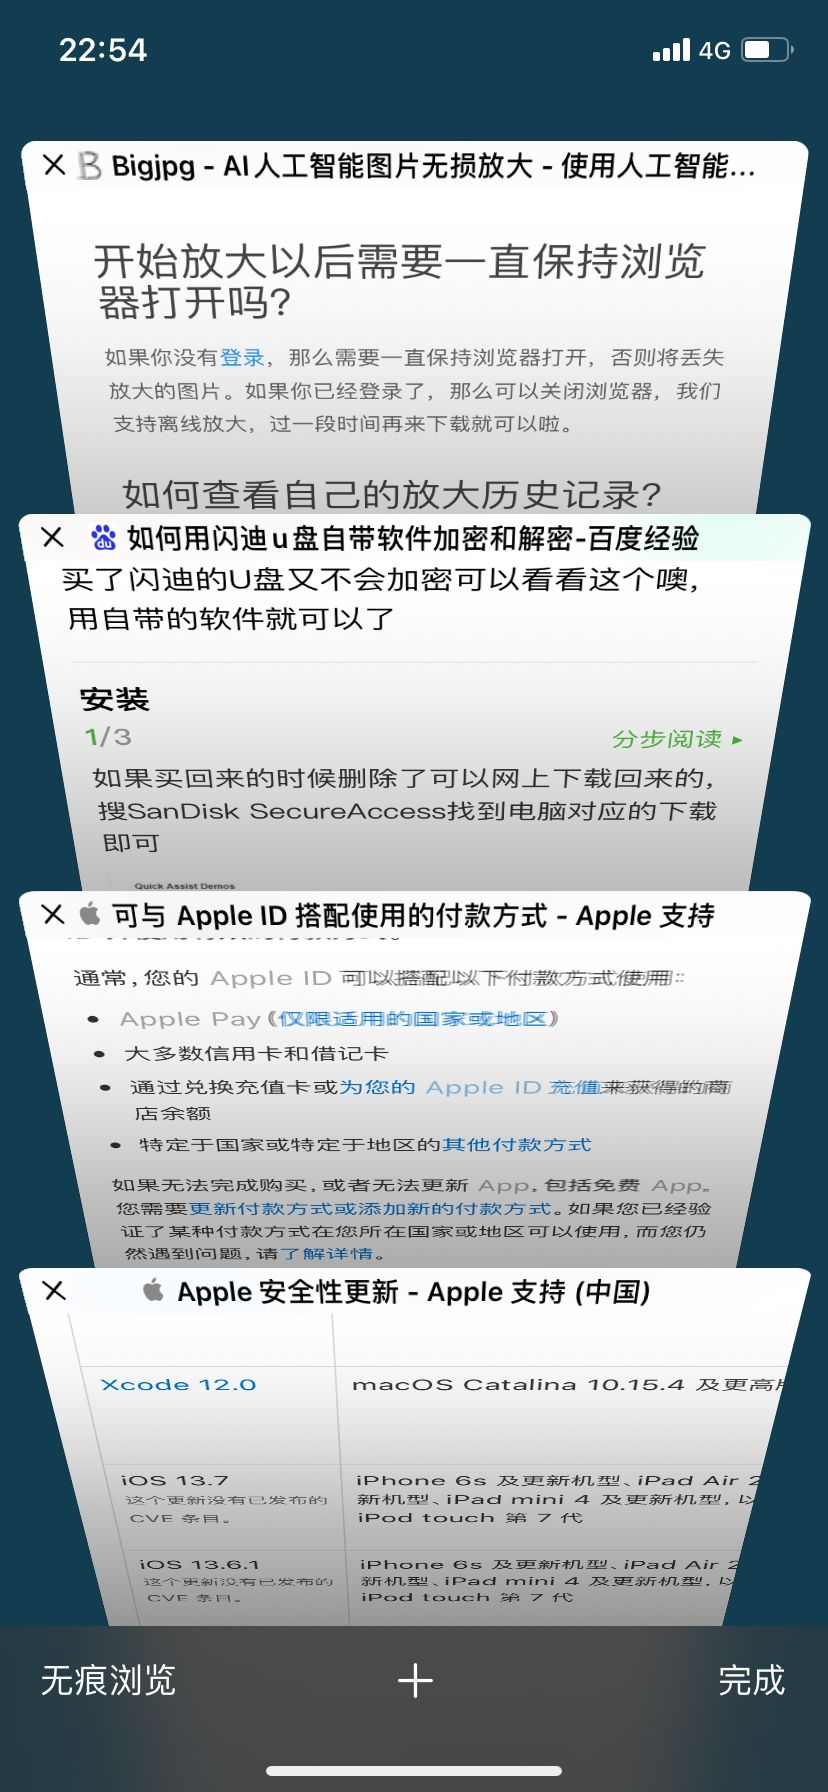 22:54
4G
Bigjpg - AI人工智能图片无损放大 - 使用人工智能...
开始放大以后需要一直保持浏览
器打开吗?
如果你没有登录，那么需要一直保持浏览器打开，否则将丢失
放大的图片。如果你已经登录了，那么可以关闭浏览器，我们
支持离线放大，过一段时间再来下载就可以啦。
如何查看自己的放大历史记录?
如何用闪迪u盘自带软件加密和解密-百度经验
买了闪迪的U盘又不会加密可以看看这个噢,
用自带的软件就可以了
安装
1/3
分步阅读
如果买回来的时候删除了可以网上下载回来的,
搜SanDisk SecureAccess找到电脑对应的下载
即可
Quick Assist Demos
可与 Apple ID 搭配使用的付款方式 - Apple 支持
通常, 您的 Apple ID 可以搭配以下付款方式使用:
Apple Pay (仅限适用的国家或地区)
大多数信用卡和借记卡
通过兑换充值卡或为您的 Apple ID 充值来获得的商
店余额
特定于国家或特定于地区的其他付款方式
如果无法完成购买, 或者无法更新 App, 包括免费 App。
您需要更新付款方式或添加新的付款方式。如果您已经验
证了某种付款方式在您所在国家或地区可以使用, 而您仍
然遇到问题, 请了解详情。
Apple 安全性更新 - Apple 支持 (中国)
Xcode 12.0
macOS Catalina 10.15.4 及更高
iOS 13.7
这个更新没有已发布的
CVE 条目。
iPhone 6s 及更新机型、iPad Air 2
新机型、iPad mini 4 及更新机型, 以
iPod touch 第 7 代
iOS 13.6.1
这个更新没有已发布的
CVE 条目。
iPhone 6s 及更新机型、iPad Air 2
新机型、iPad mini 4 及更新机型, 以
iPod touch 第 7 代
无痕浏览
完成